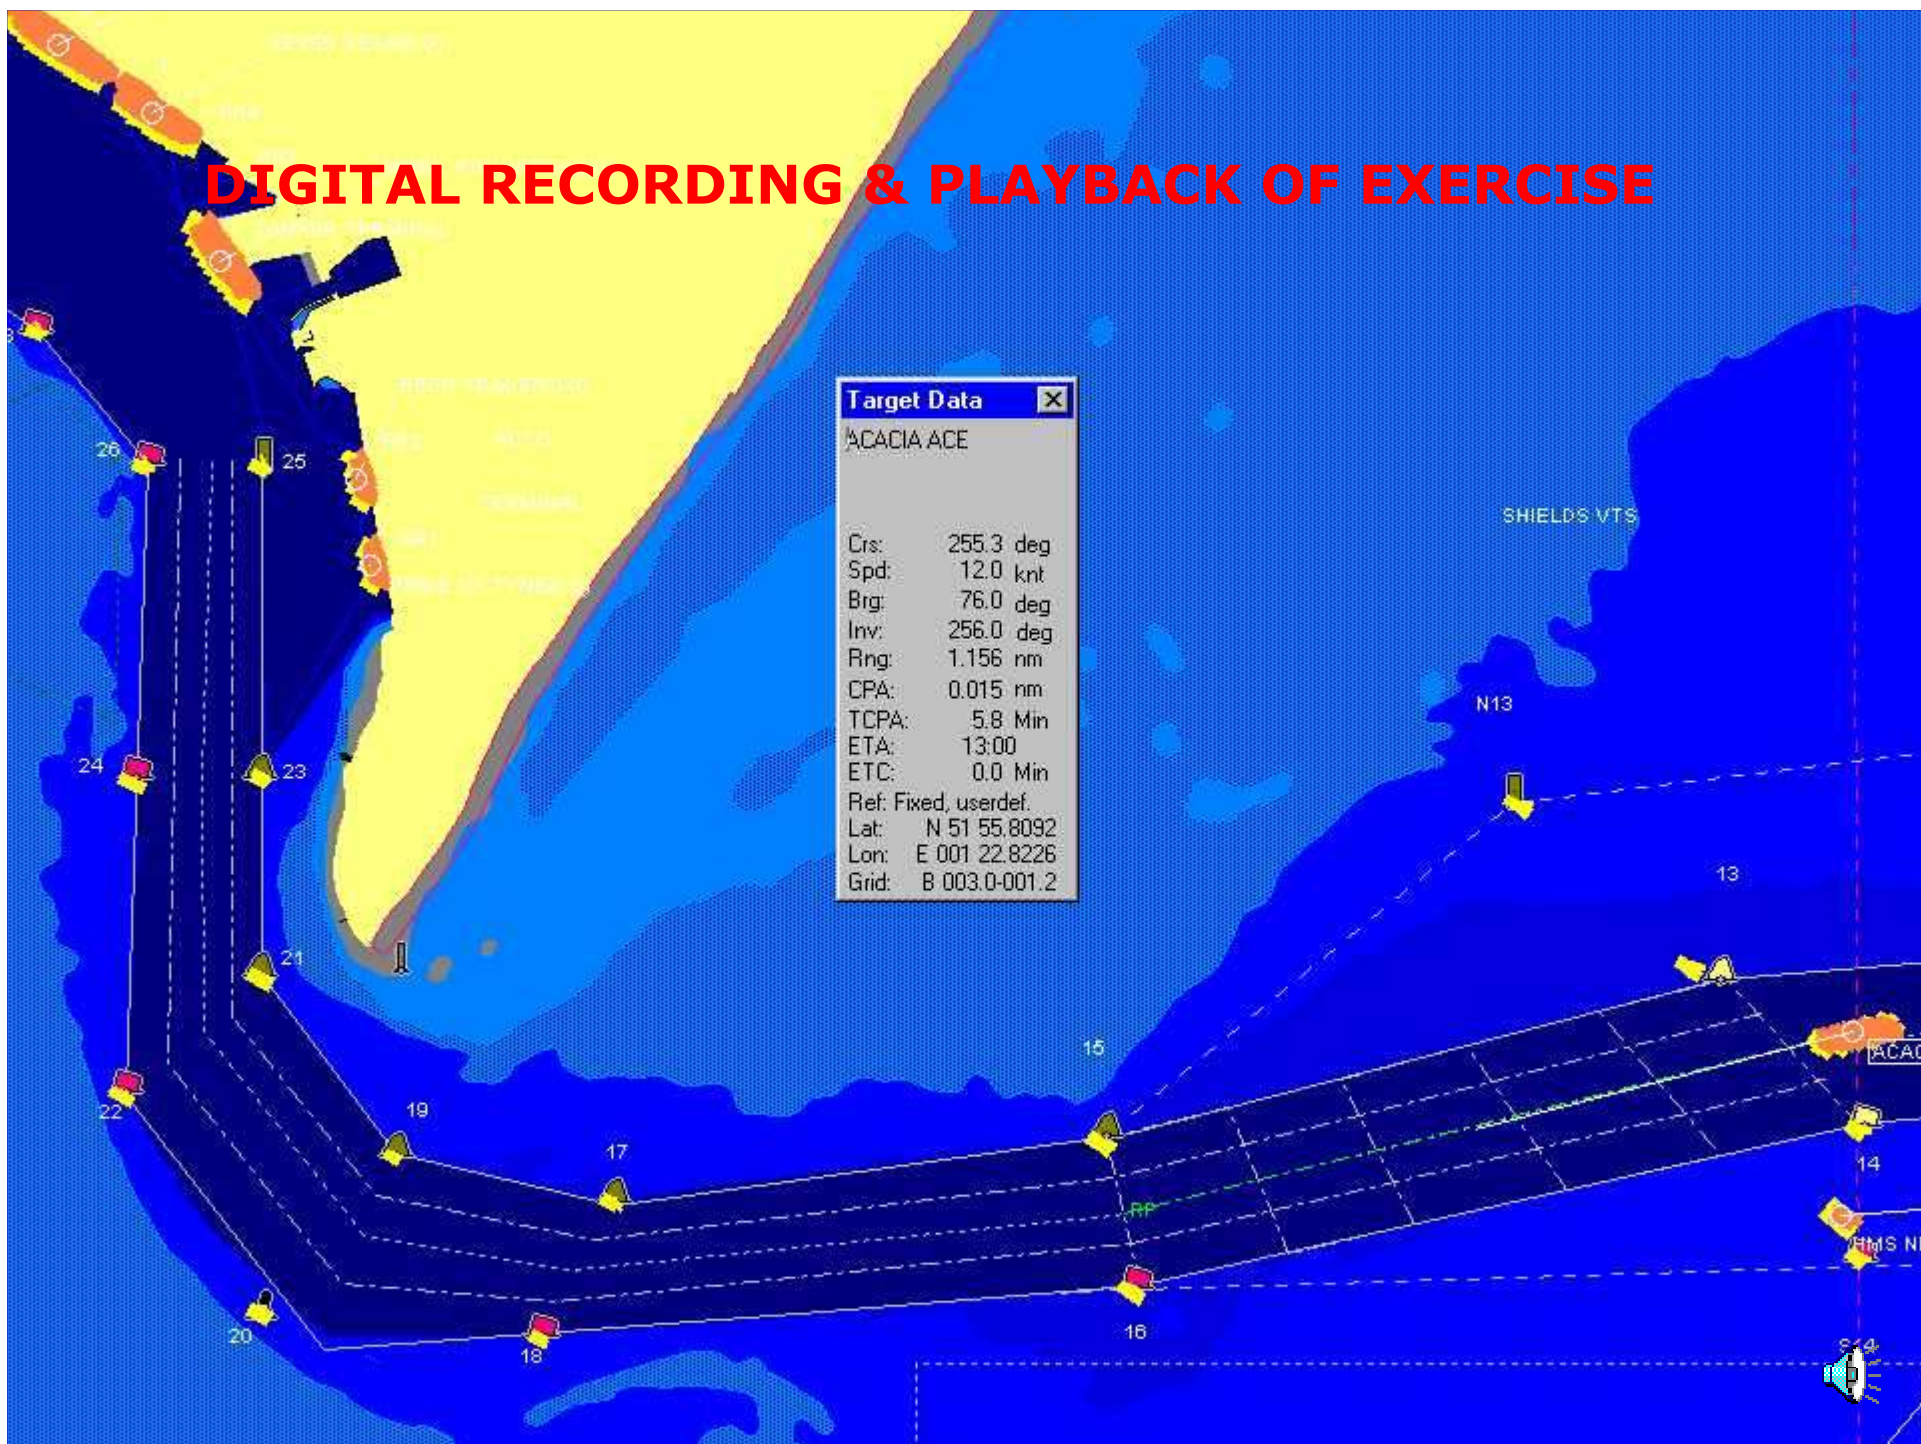 DIGITAL RECORDING & PLAYBACK OF EXERCISE
Target Data
ACACIA ACE
Crs: 255.3 deg
Spd: 12.0 knt
Brg: 76.0 deg
Inv: 256.0 deg
Rng: 1.156 nm
CPA: 0.015 nm
TCPA: 5.8 Min
ETA: 13:00
ETC: 0.0 Min
Ref: Fixed, userdef.
Lat: N 51 55.8092
Lon: E 001 22.8226
Grid: B 003.0-001.2
26
25
SHIELDS VTS
N13
24
23
13
21
15
ACAC
22
19
17
14
RP
HMS N
20
18
16
S14